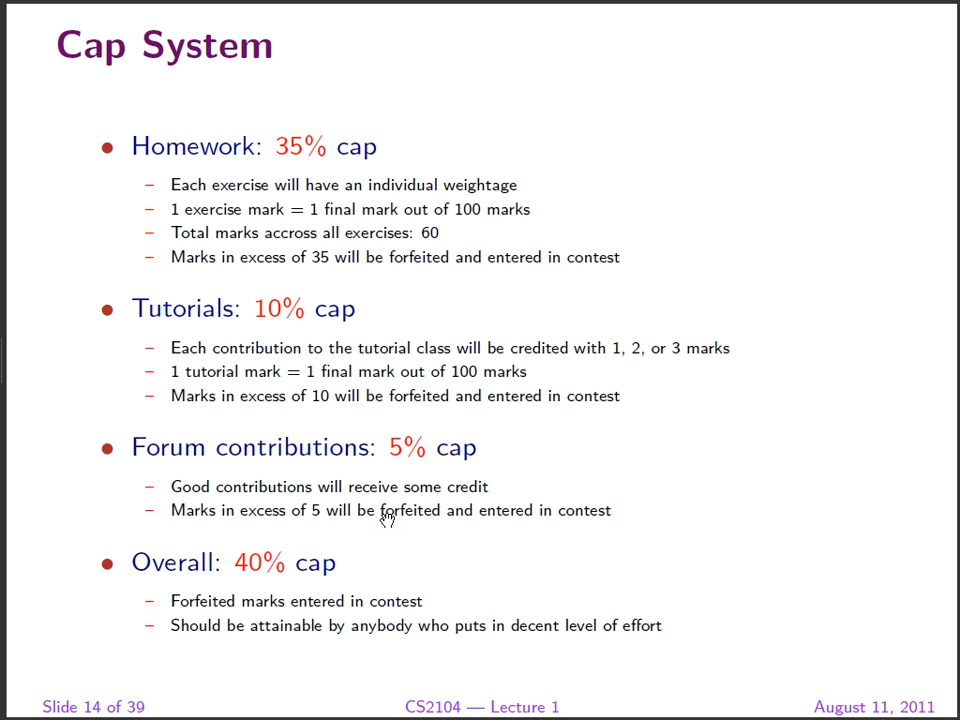 Cap System
• Homework: 35% cap
– Each exercise will have an individual weightage
– 1 exercise mark = 1 final mark out of 100 marks
– Total marks accross all exercises: 60
– Marks in excess of 35 will be forfeited and entered in contest
• Tutorials: 10% cap
– Each contribution to the tutorial class will be credited with 1, 2, or 3 marks
– 1 tutorial mark = 1 final mark out of 100 marks
– Marks in excess of 10 will be forfeited and entered in contest
• Forum contributions: 5% cap
– Good contributions will receive some credit
– Marks in excess of 5 will be forfeited and entered in contest
• Overall: 40% cap
– Forfeited marks entered in contest
– Should be attainable by anybody who puts in decent level of effort
Slide 14 of 39 CS2104 — Lecture 1 August 11, 2011